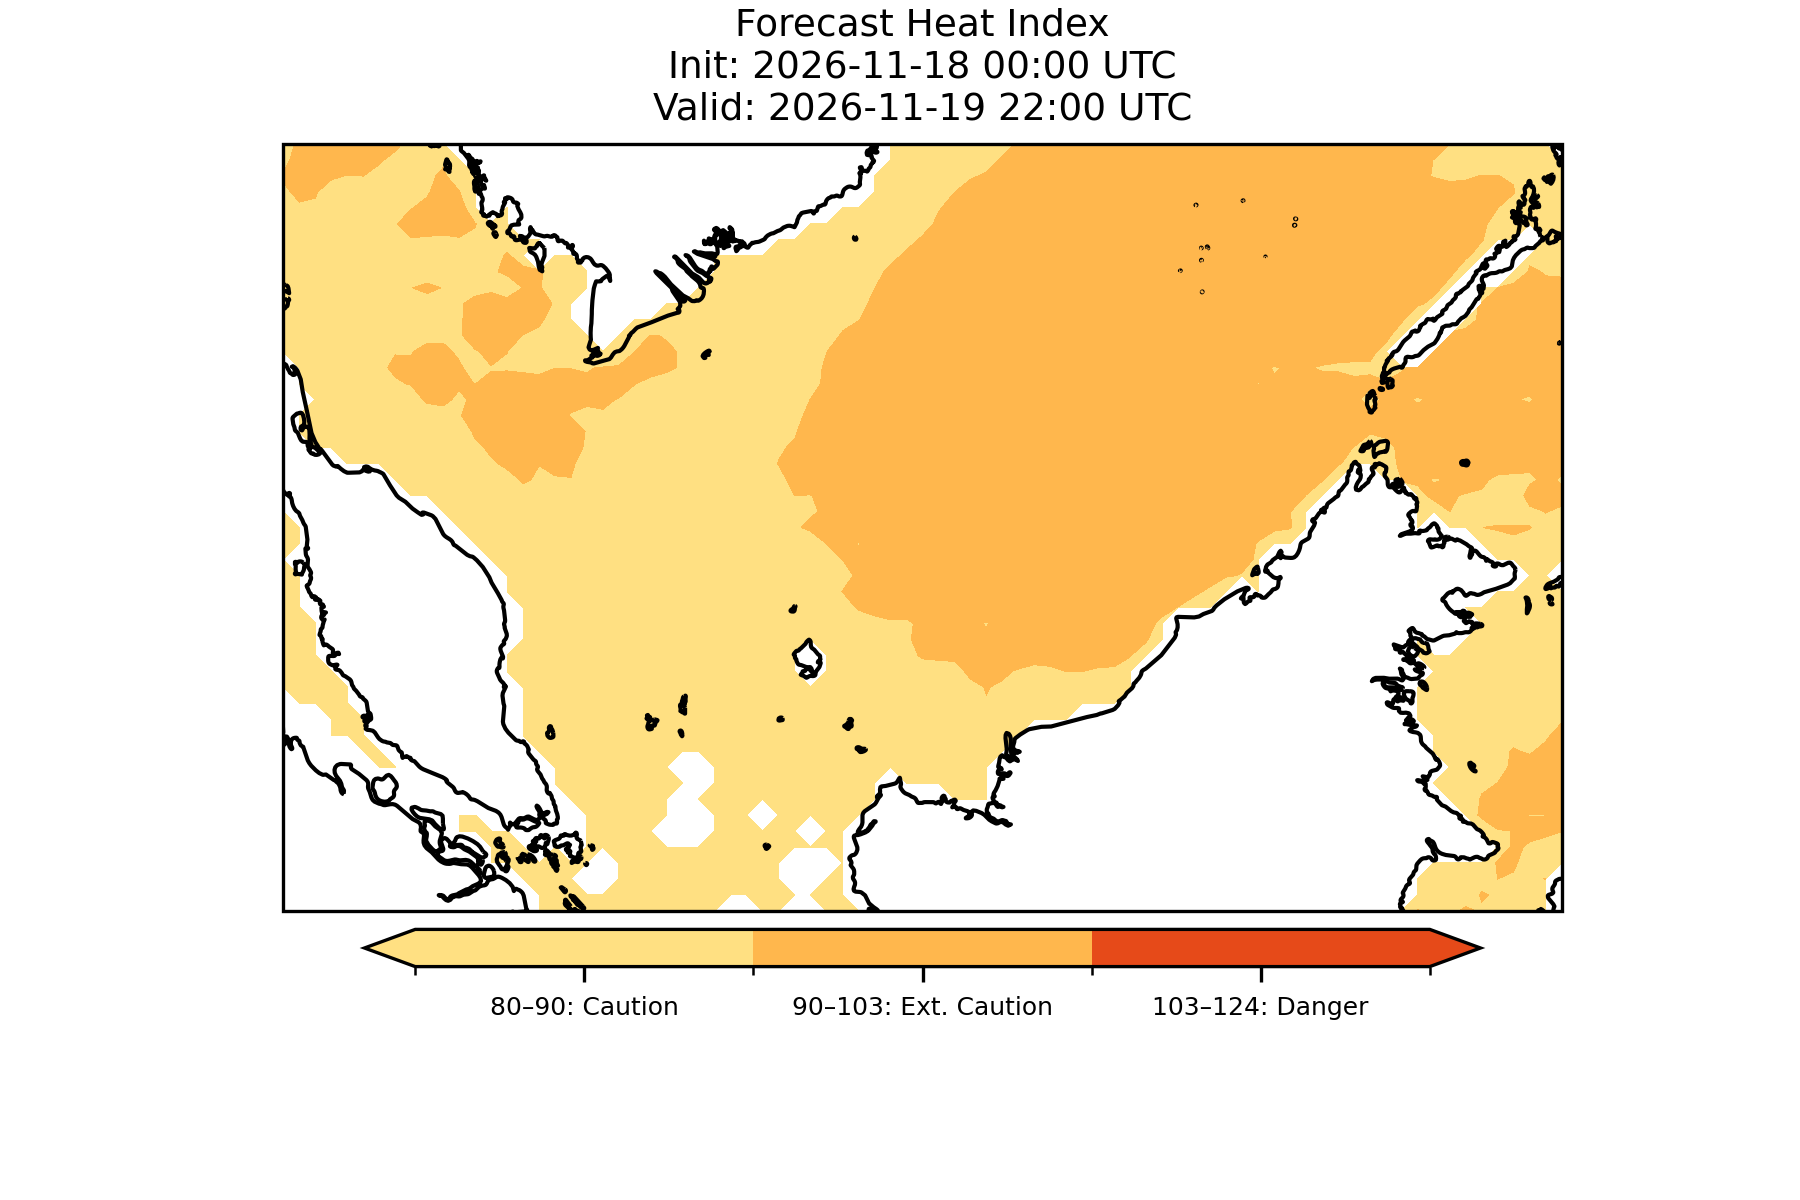 Forecast Heat Index
Init: 2026-11-18 00:00 UTC
Valid: 2026-11-19 22:00 UTC
80–90: Caution
90–103: Ext. Caution
103–124: Danger